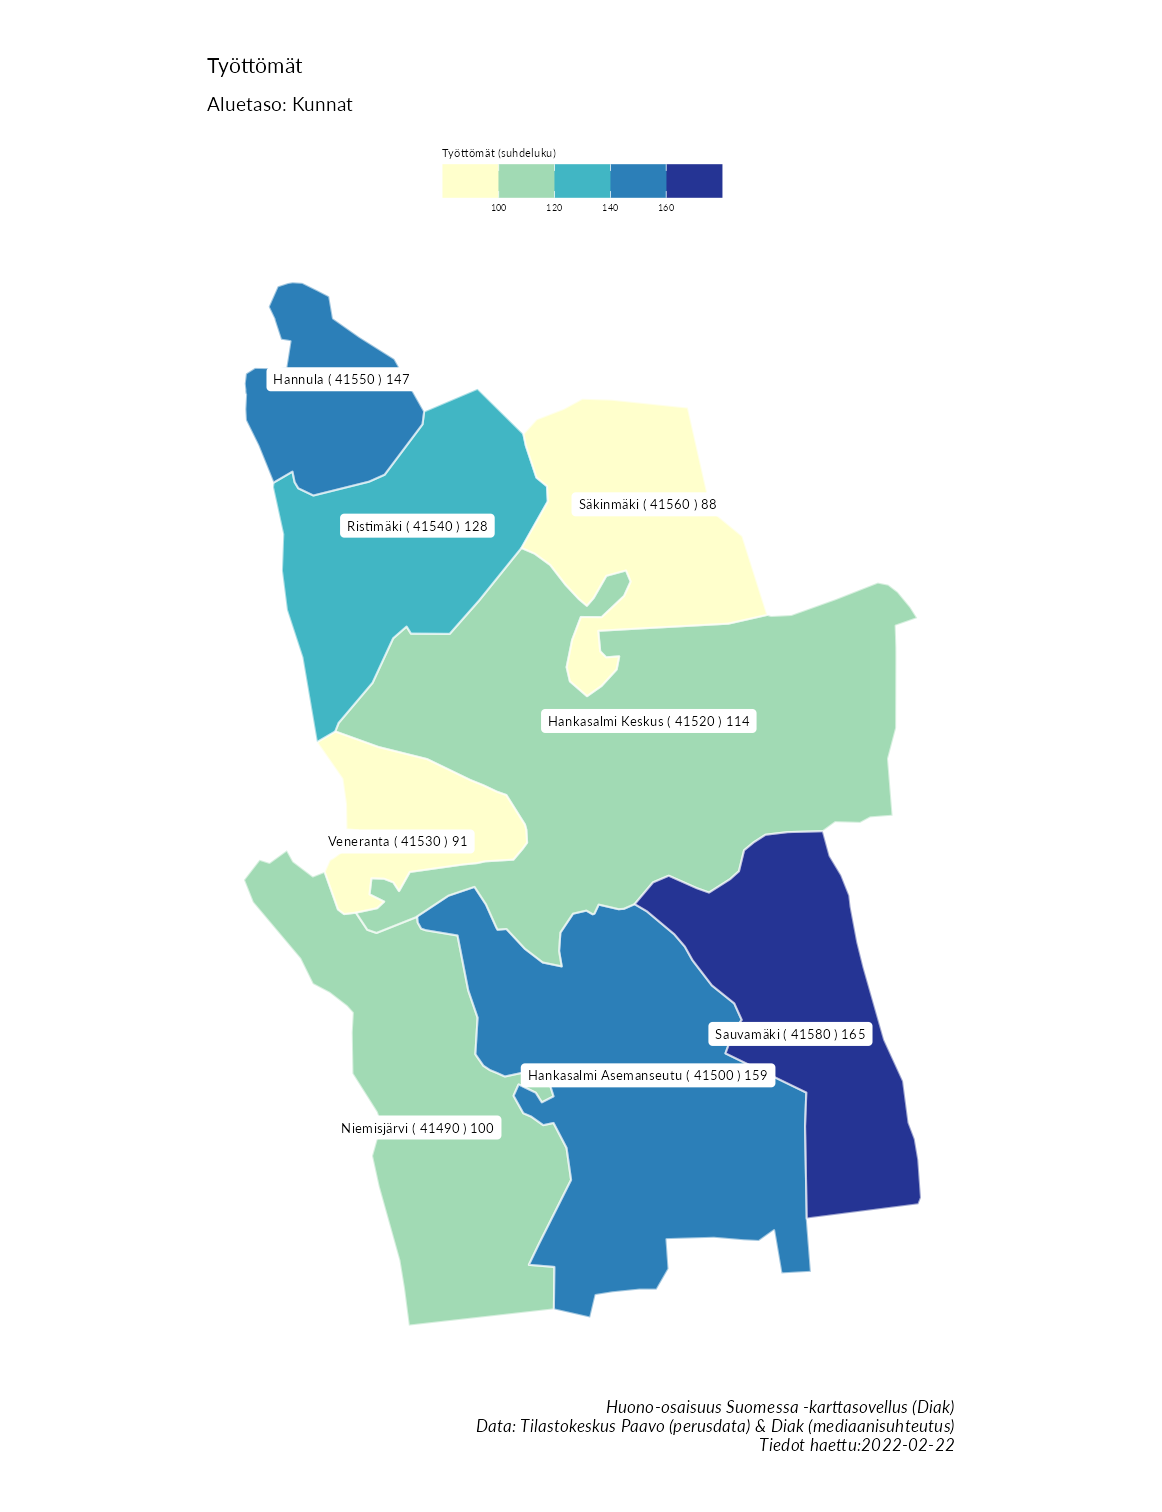 Työttömät
Aluetaso: Kunnat
Työttömät (suhdeluku)
100 120 140 160
Hannula ( 41550 ) 147
Säkinmäki ( 41560 ) 88
Ristimäki ( 41540 ) 128
Hankasalmi Keskus ( 41520 ) 114
Veneranta ( 41530 ) 91
Sauvamäki ( 41580 ) 165
Hankasalmi Asemanseutu ( 41500 ) 159
Niemisjärvi ( 41490 ) 100
Huono-osaisuus Suomessa -karttasovellus (Diak)
Data: Tilastokeskus Paavo (perusdata) & Diak (mediaanisuhteutus)
Tiedot haettu:2022-02-22